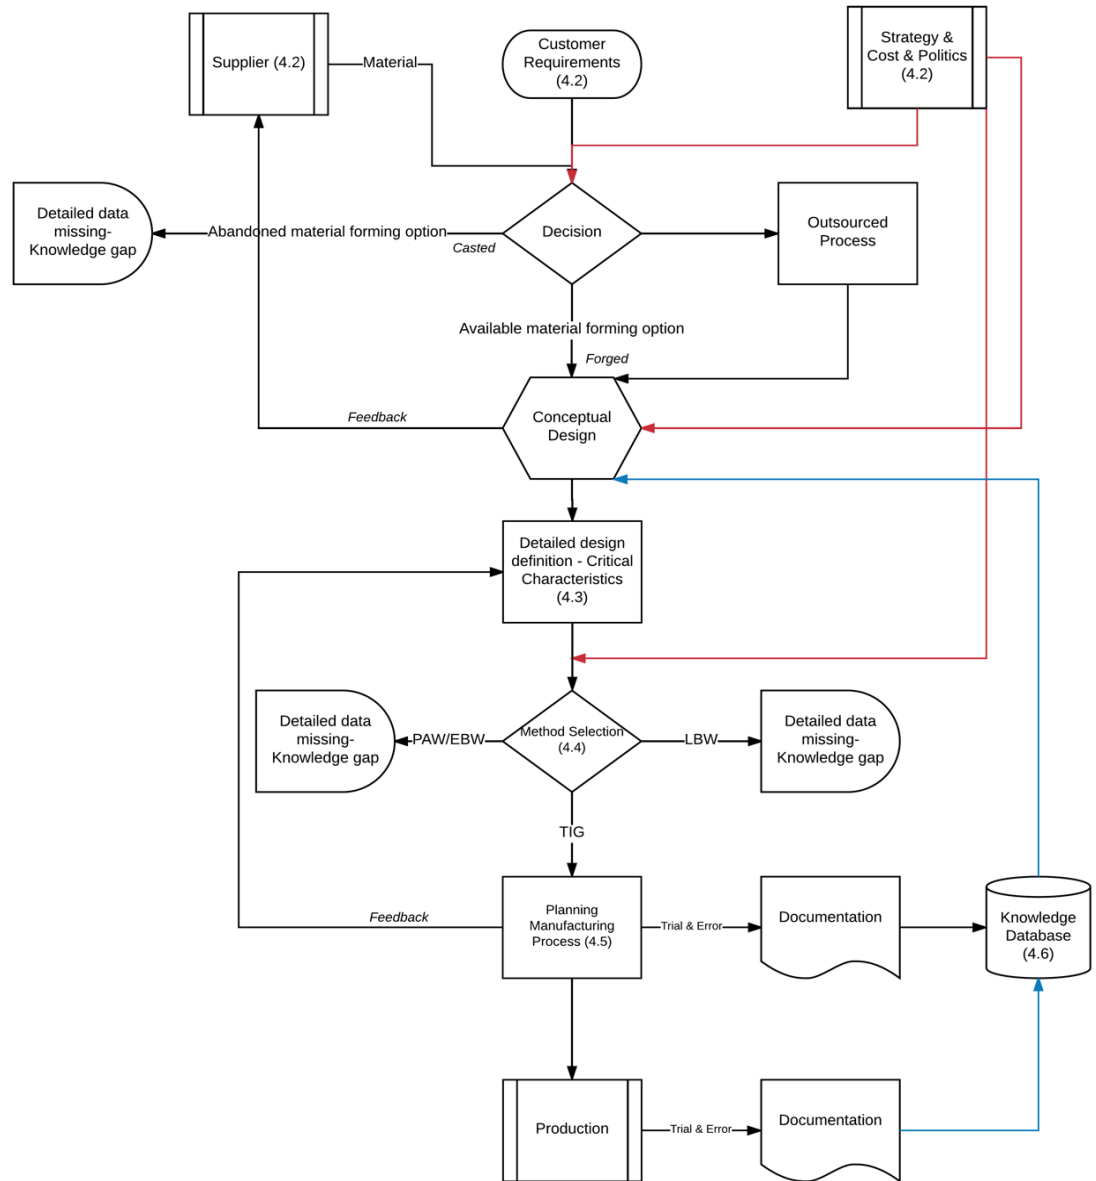 Supplier (4.2)
Material
Customer
Requirements
(4.2)
Strategy &
Cost & Politics
(4.2)
Detailed data
missing-
Knowledge gap
Abandoned material forming option
Casted
Decision
Outsourced
Process
Available material forming option
Forged
Feedback
Conceptual
Design
Detailed design
definition - Critical
Characteristics
(4.3)
Detailed data
missing-
Knowledge gap
PAW/EBW
Method Selection
(4.4)
LBW
Detailed data
missing-
Knowledge gap
TIG
Feedback
Planning
Manufacturing
Process (4.5)
Trial & Error
Documentation
Knowledge
Database
(4.6)
Production
Trial & Error
Documentation